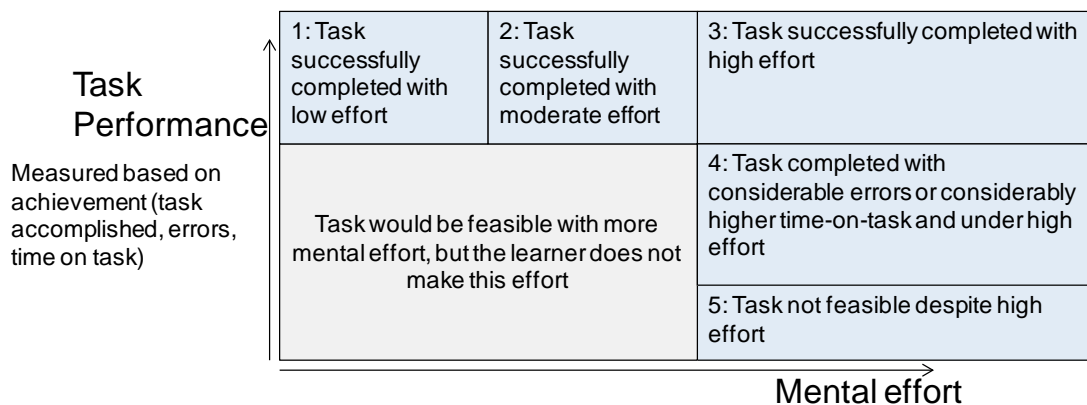 Task
Performance
Measured based on
achievement (task
accomplished, errors,
time on task)
1: Task
successfully
completed with
low effort
2: Task
successfully
completed with
moderate effort
3: Task successfully completed with
high effort
Task would be feasible with more
mental effort, but the learner does not
make this effort
4: Task completed with
considerable errors or considerably
higher time-on-task and under high
effort
5: Task not feasible despite high
effort
Mental effort